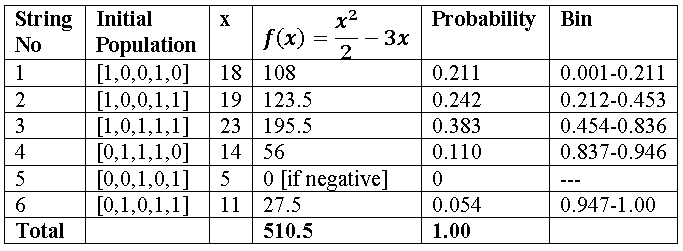 String No Initial Population x f(x) = x²/2 − 3x Probability Bin
1 [1,0,0,1,0] 18 108 0.211 0.001-0.211
2 [1,0,0,1,1] 19 123.5 0.242 0.212-0.453
3 [1,0,1,1,1] 23 195.5 0.383 0.454-0.836
4 [0,1,1,1,0] 14 56 0.110 0.837-0.946
5 [0,0,1,0,1] 5 0 [if negative] 0 ---
6 [0,1,0,1,1] 11 27.5 0.054 0.947-1.00
Total 510.5 1.00